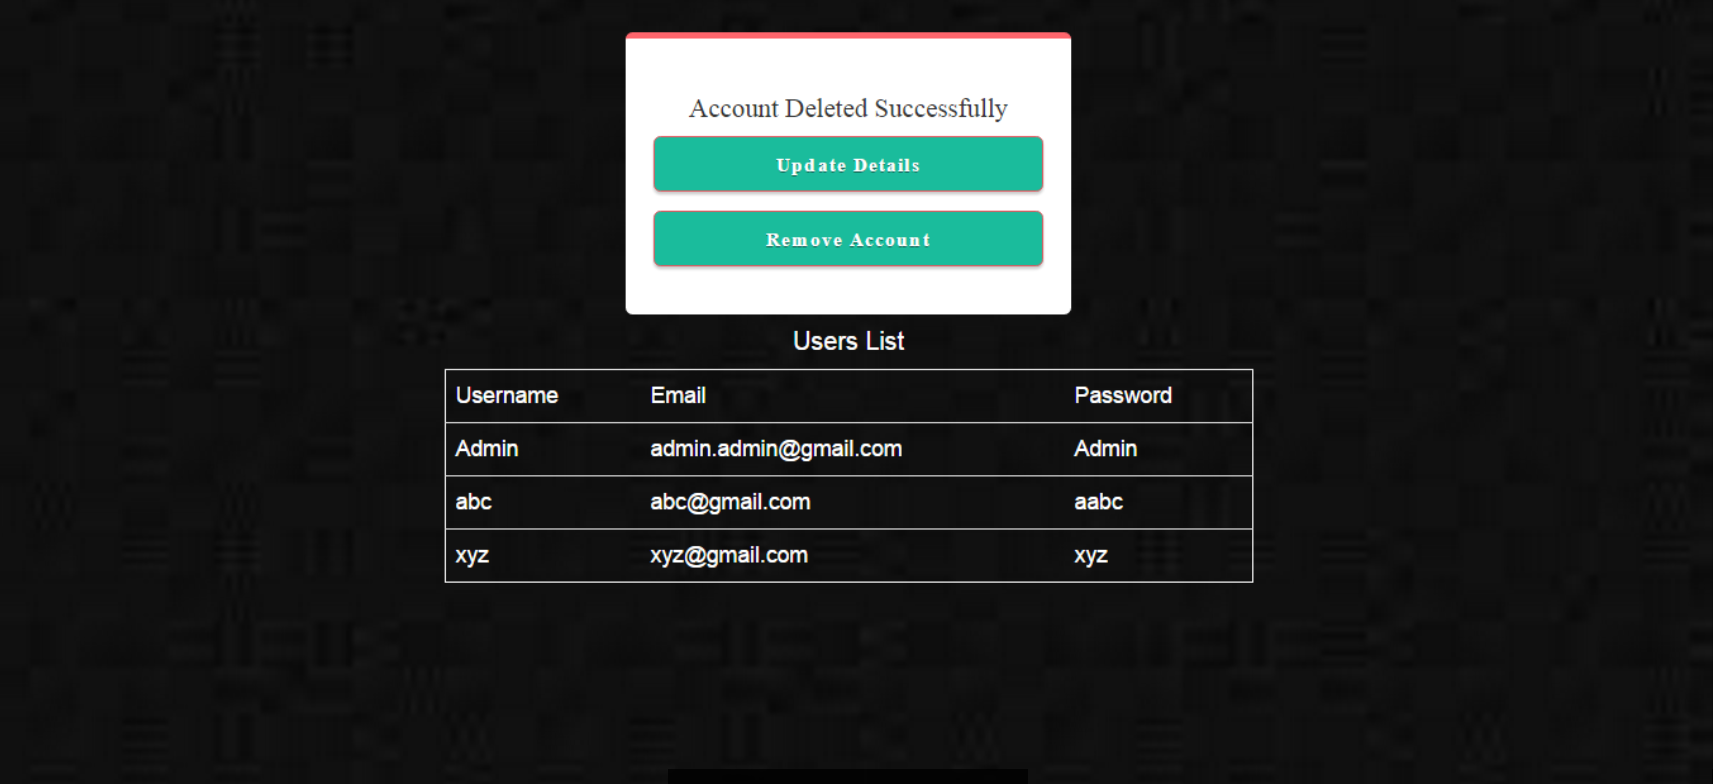 Account Deleted Successfully
Update Details
Remove Account
Users List
Username Email Password
Admin admin.admin@gmail.com Admin
abc abc@gmail.com aabc
xyz xyz@gmail.com xyz